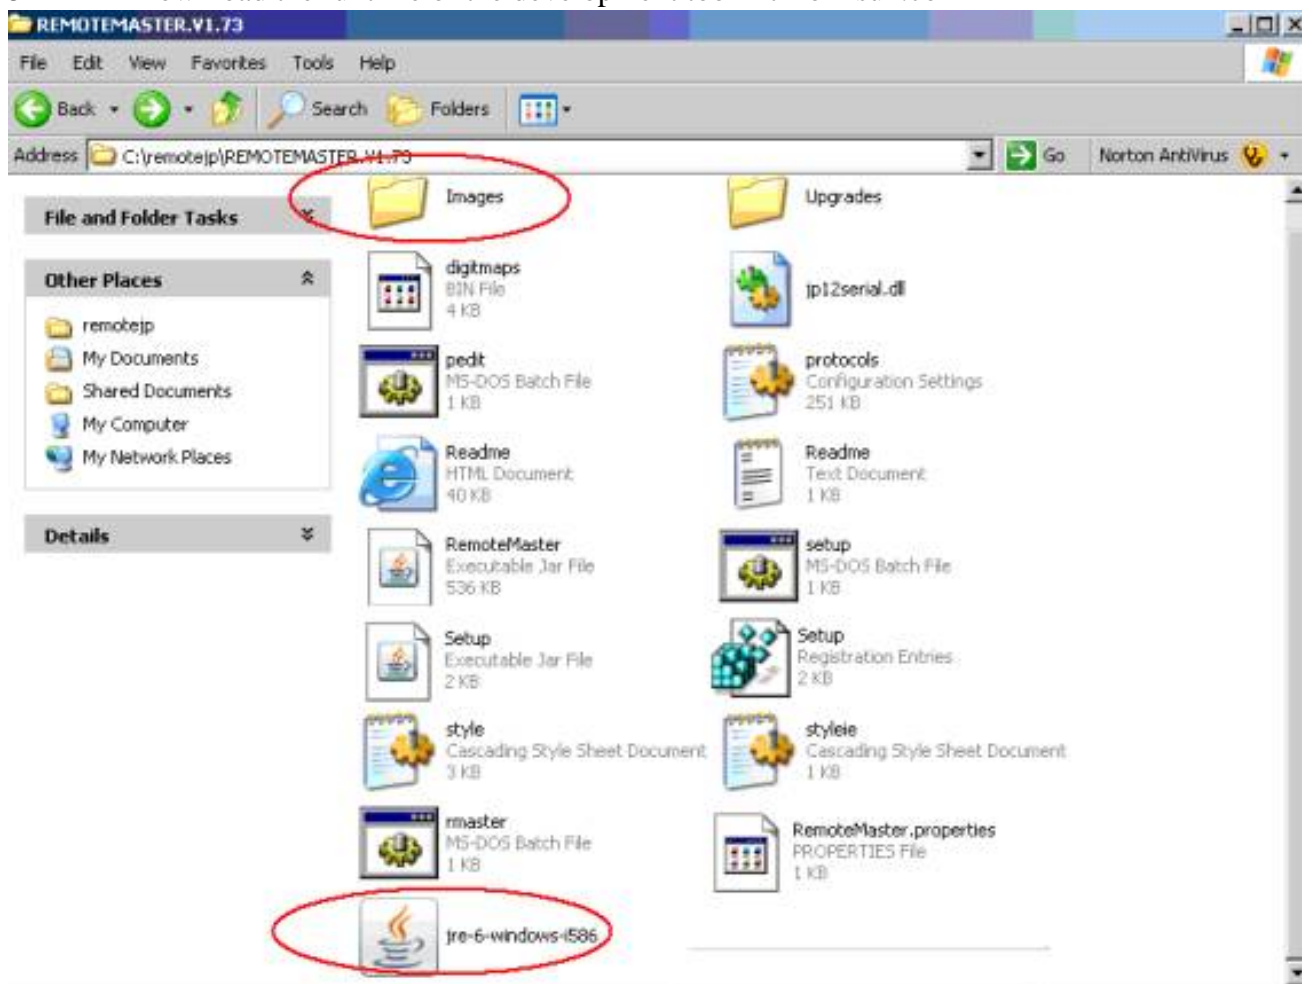 REMOTEMASTER.V1.73
File Edit View Favorites Tools Help
Back Search Folders
Address C:\remotejp\REMOTEMASTER.V1.73 Go Norton AntiVirus
File and Folder Tasks
Other Places
remotejp
My Documents
Shared Documents
My Computer
My Network Places
Details
Images
Upgrades
digitmaps
BIN File
4 KB
jp12serial.dll
pedit
MS-DOS Batch File
1 KB
protocols
Configuration Settings
251 KB
Readme
HTML Document
40 KB
Readme
Text Document
1 KB
RemoteMaster
Executable Jar File
536 KB
setup
MS-DOS Batch File
1 KB
Setup
Executable Jar File
2 KB
Setup
Registration Entries
2 KB
style
Cascading Style Sheet Document
3 KB
styleie
Cascading Style Sheet Document
1 KB
rmaster
MS-DOS Batch File
1 KB
RemoteMaster.properties
PROPERTIES File
1 KB
jre-6-windows-i586